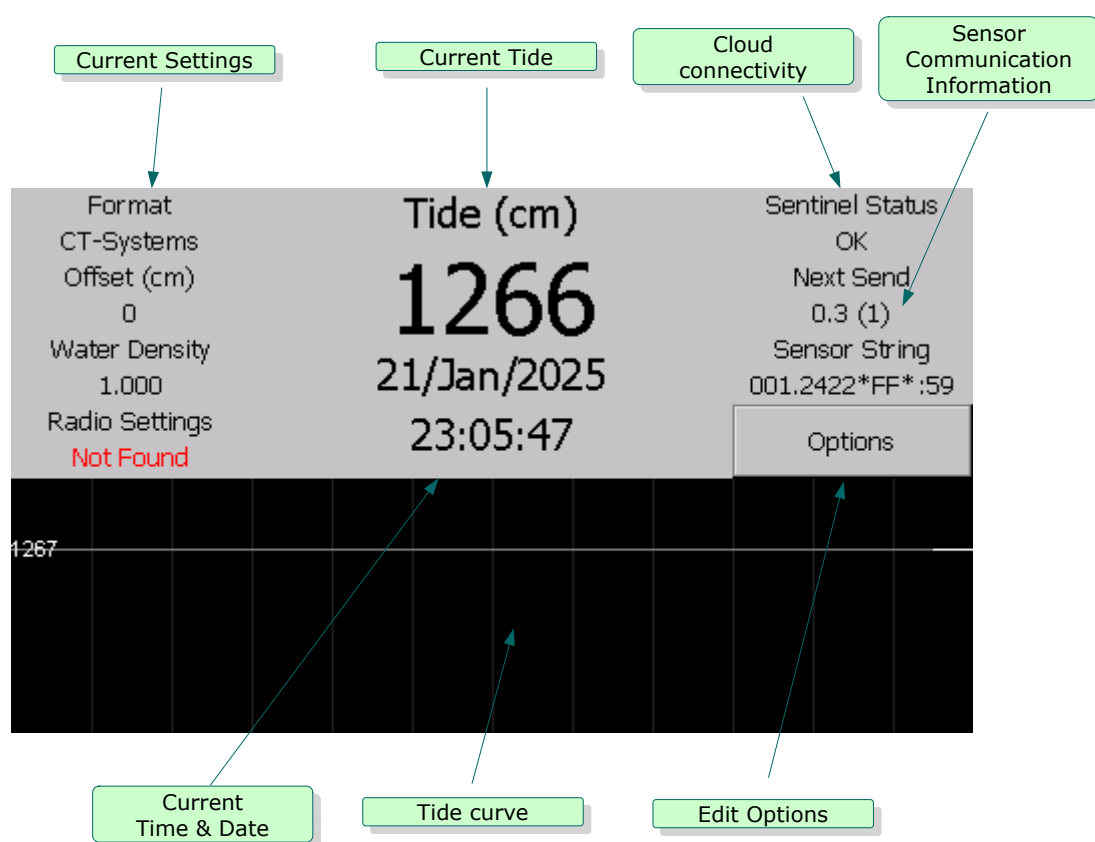 Current Settings
Current Tide
Cloud
connectivity
Sensor
Communication
Information
Format
CT-Systems
Offset (cm)
0
Water Density
1.000
Radio Settings
Not Found
Tide (cm)
1266
21/Jan/2025
23:05:47
Sentinel Status
OK
Next Send
0.3 (1)
Sensor String
001.2422*FF*:59
Options
1267
Current
Time & Date
Tide curve
Edit Options